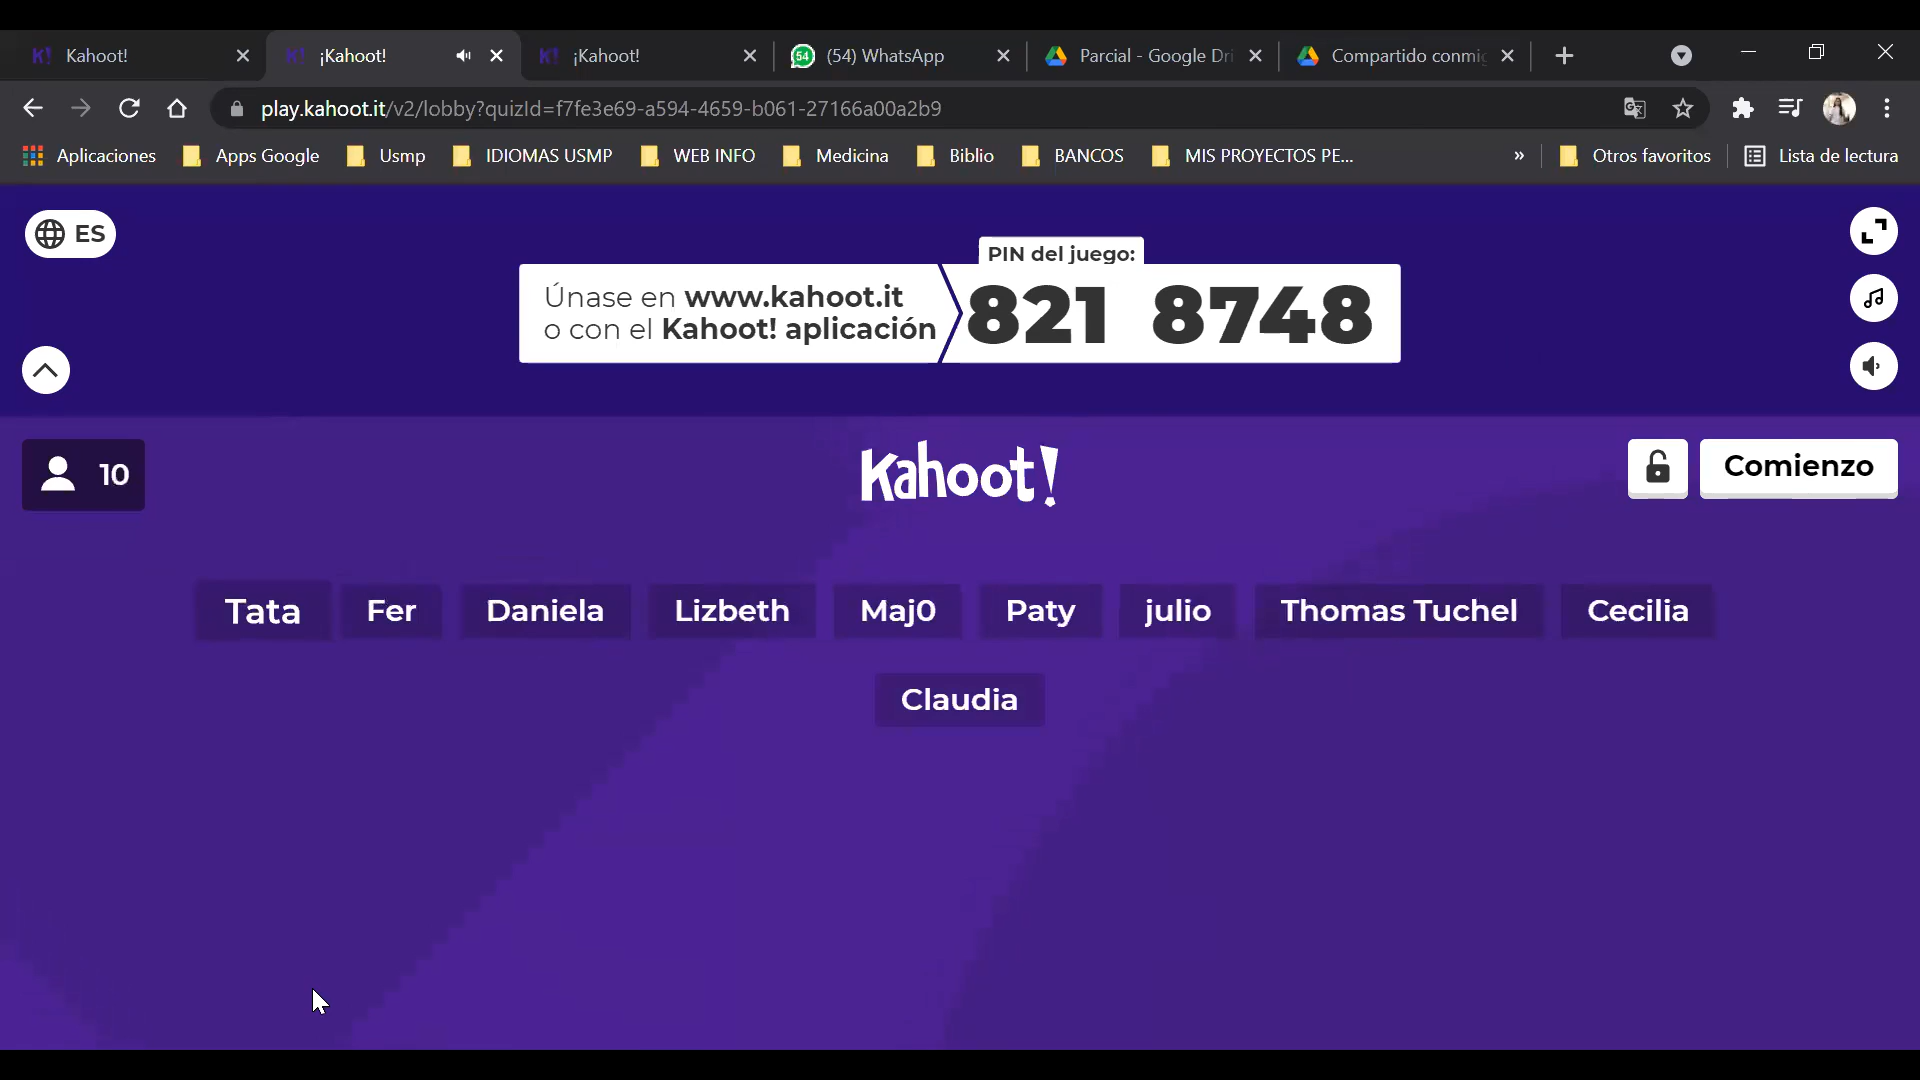 Kahoot!
¡Kahoot!
¡Kahoot!
(54) WhatsApp
Parcial - Google Dri
Compartido conmig
play.kahoot.it/v2/lobby?quizId=f7fe3e69-a594-4659-b061-27166a00a2b9
Aplicaciones
Apps Google
Usmp
IDIOMAS USMP
WEB INFO
Medicina
Biblio
BANCOS
MIS PROYECTOS PE...
»
Otros favoritos
Lista de lectura
ES
PIN del juego:
Únase en www.kahoot.it
o con el Kahoot! aplicación
821 8748
10
Kahoot!
Comienzo
Tata
Fer
Daniela
Lizbeth
Maj0
Paty
julio
Thomas Tuchel
Cecilia
Claudia